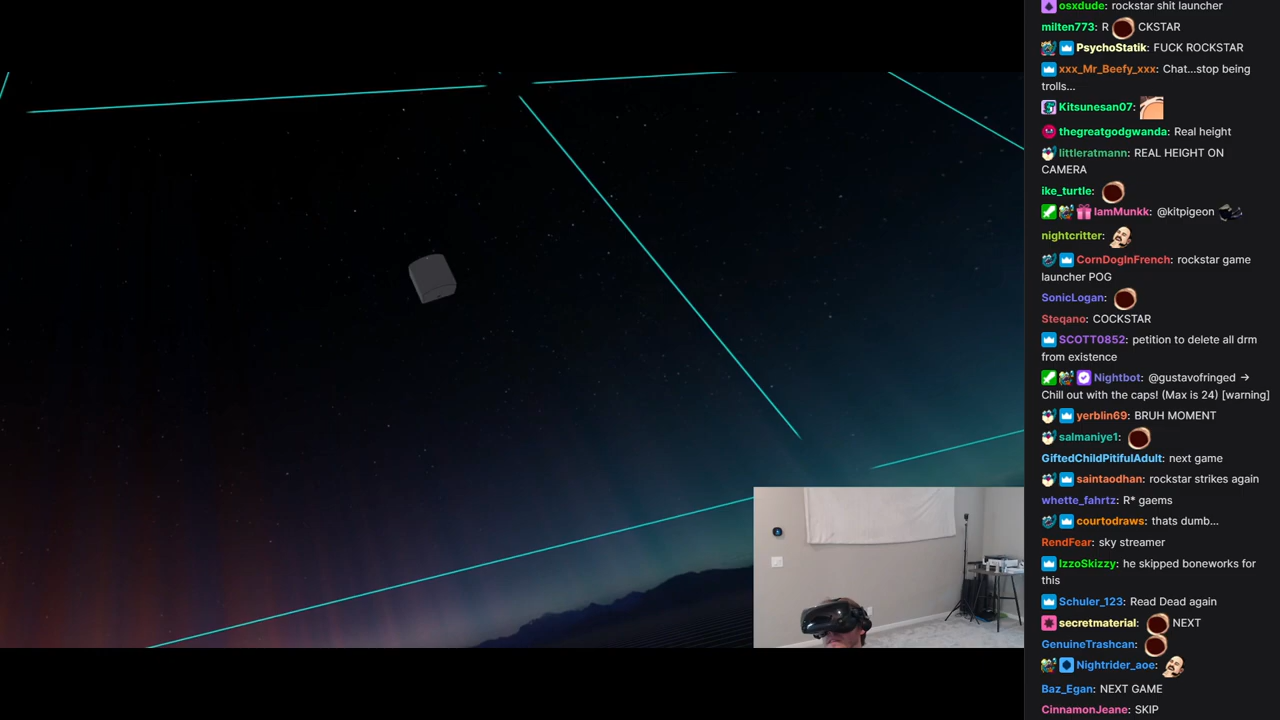 osxdude: rockstar shit launcher
milten773: R CKSTAR
PsychoStatik: FUCK ROCKSTAR
xxx_Mr_Beefy_xxx: Chat...stop being
trolls...
Kitsunesan07:
thegreatgodgwanda: Real height
littleratmann: REAL HEIGHT ON
CAMERA
ike_turtle:
IamMunkk: @kitpigeon
nightcritter:
CornDogInFrench: rockstar game
launcher POG
SonicLogan:
Steqano: COCKSTAR
SCOTT0852: petition to delete all drm
from existence
Nightbot: @gustavofringed →
Chill out with the caps! (Max is 24) [warning]
yerblin69: BRUH MOMENT
salmaniye1:
GiftedChildPitifulAdult: next game
saintaodhan: rockstar strikes again
whette_fahrtz: R* gaems
courtodraws: thats dumb...
RendFear: sky streamer
IzzoSkizzy: he skipped boneworks for
this
Schuler_123: Read Dead again
secretmaterial: NEXT
GenuineTrashcan:
Nightrider_aoe:
Baz_Egan: NEXT GAME
CinnamonJeane: SKIP